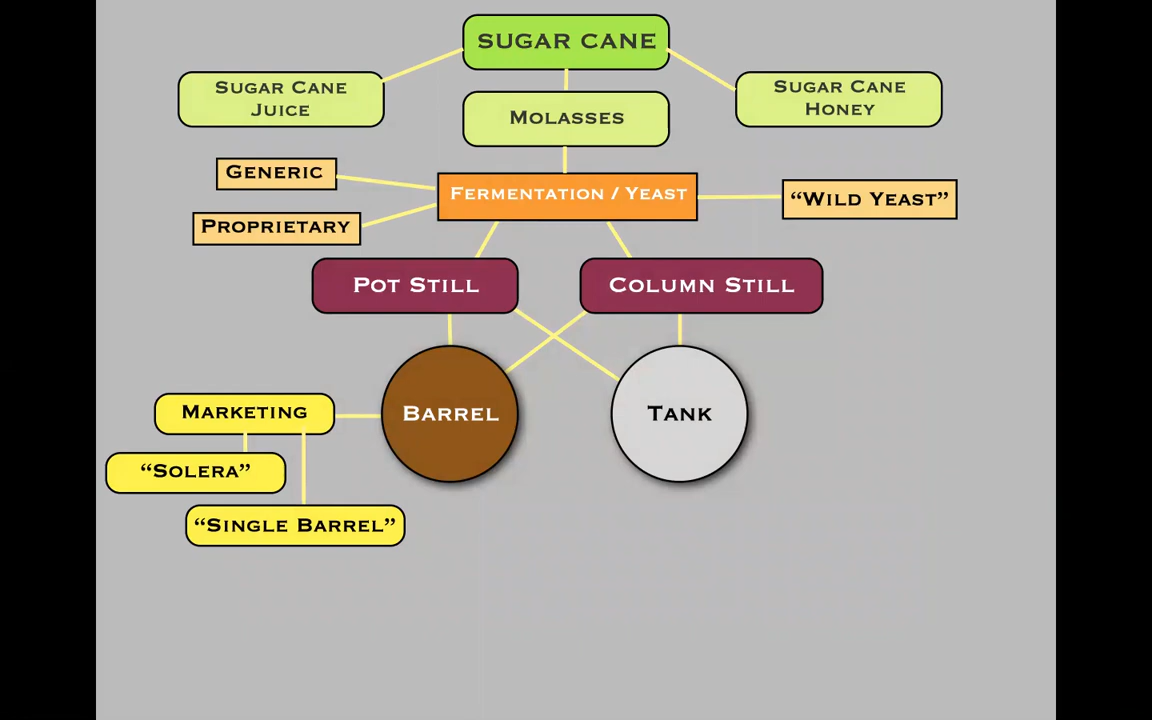 SUGAR CANE
SUGAR CANE
JUICE
MOLASSES
SUGAR CANE
HONEY
GENERIC
PROPRIETARY
FERMENTATION / YEAST
“WILD YEAST”
POT STILL
COLUMN STILL
BARREL
TANK
MARKETING
“SOLERA”
“SINGLE BARREL”